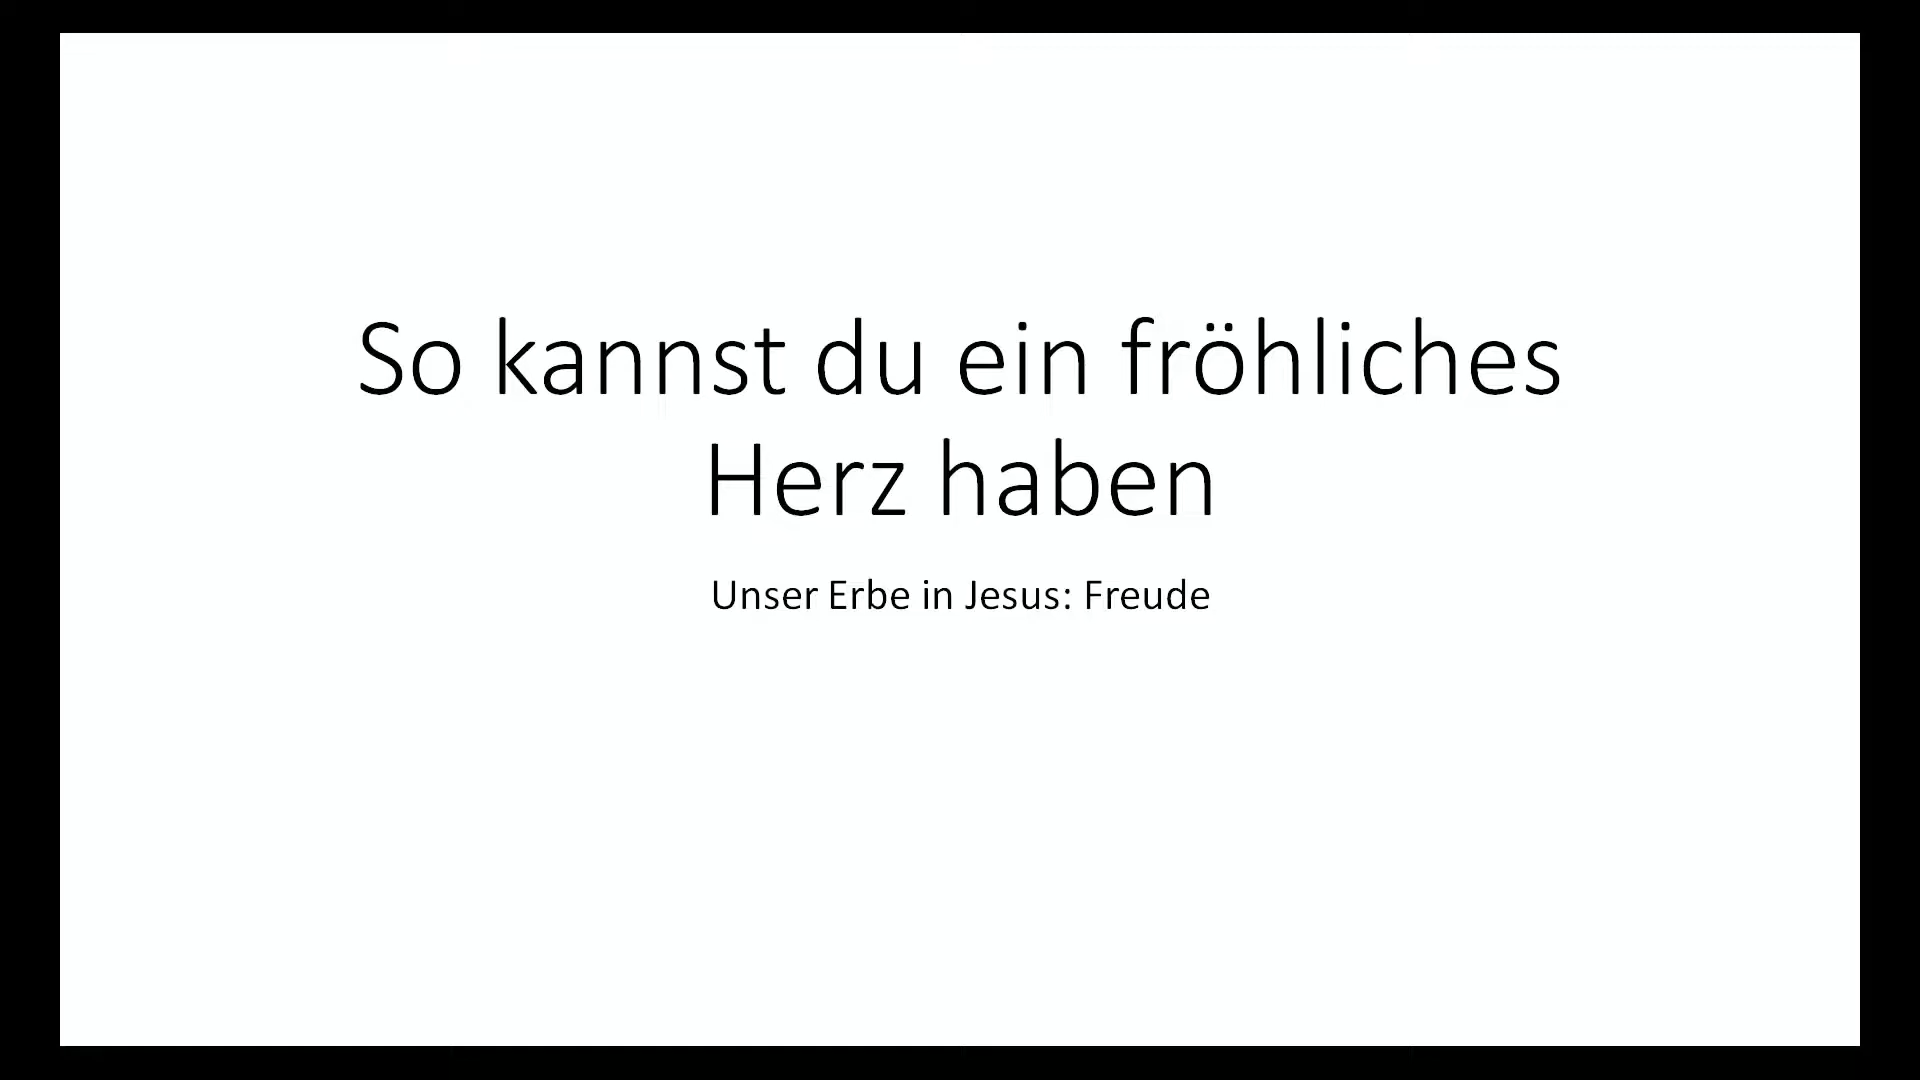 So kannst du ein fröhliches
Herz haben
Unser Erbe in Jesus: Freude